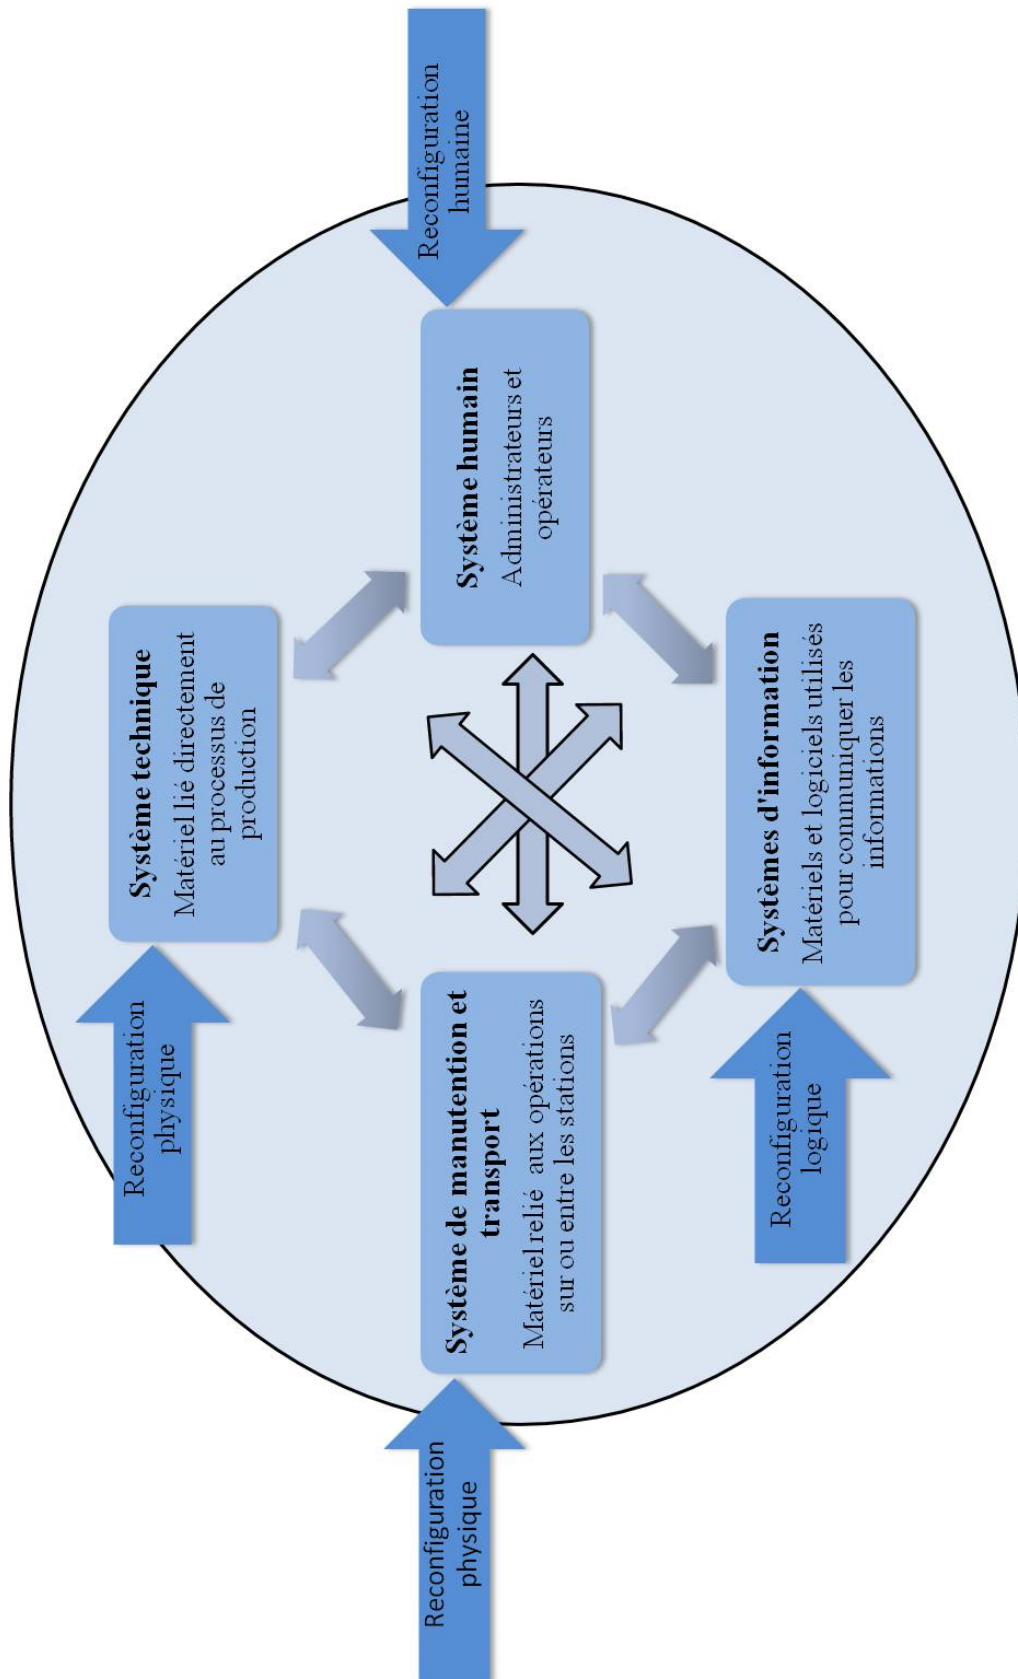 Reconfiguration
physique
Système technique
Matériel lié directement
au processus de
production
Reconfiguration
physique
Système de manutention et
transport
Matériel relié aux opérations
sur ou entre les stations
Système humain
Administrateurs et
opérateurs
Reconfiguration
humaine
Reconfiguration
logique
Systèmes d'information
Matériels et logiciels utilisés
pour communiquer les
informations